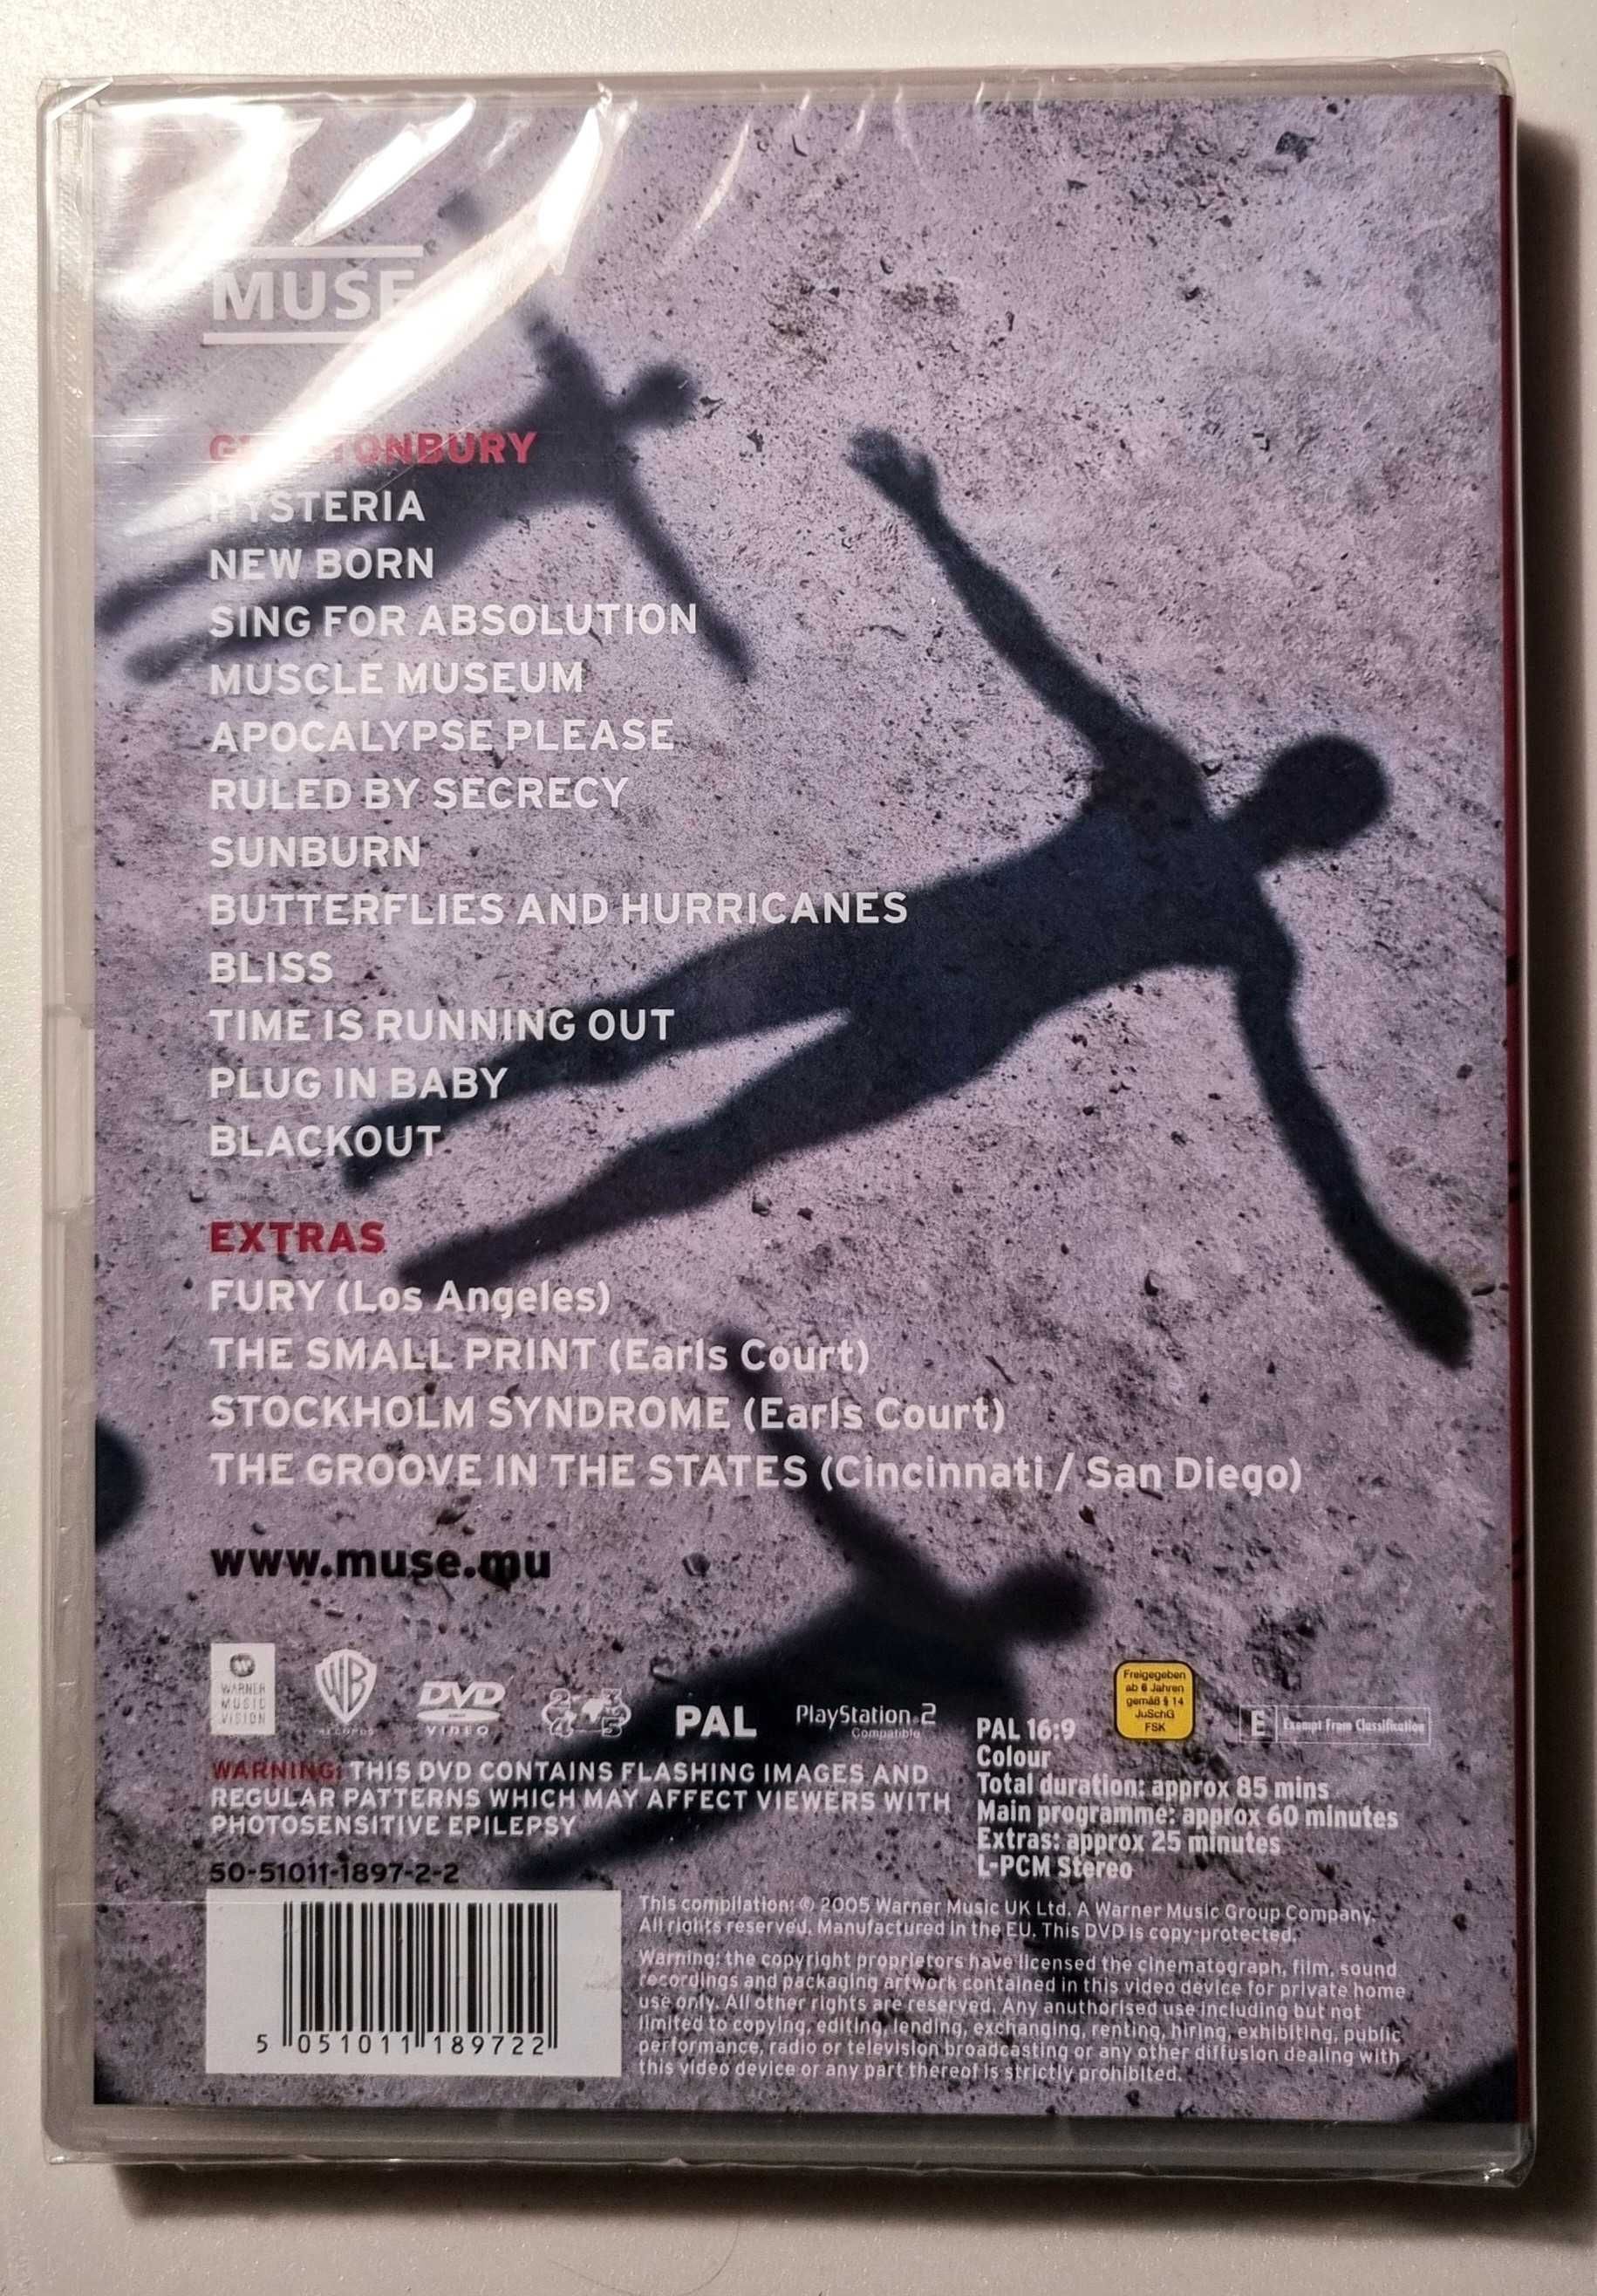 MUSE
GLASTONBURY
HYSTERIA
NEW BORN
SING FOR ABSOLUTION
MUSCLE MUSEUM
APOCALYPSE PLEASE
RULED BY SECRECY
SUNBURN
BUTTERFLIES AND HURRICANES
BLISS
TIME IS RUNNING OUT
PLUG IN BABY
BLACKOUT
EXTRAS
FURY (Los Angeles)
THE SMALL PRINT (Earls Court)
STOCKHOLM SYNDROME (Earls Court)
THE GROOVE IN THE STATES (Cincinnati / San Diego)
www.muse.mu
WARNER
MUSIC
VISION
WB
RECORDS
DVD
VIDEO
2 3
4 5
PAL
PlayStation 2
Compatible
PAL 16:9
Colour
Total duration: approx 85 mins
Main programme: approx 60 minutes
Extras: approx 25 minutes
L-PCM Stereo
Freigegeben
ab 6 Jahren
gemäß § 14
JuSchG
FSK
E Exempt From Classification
WARNING: THIS DVD CONTAINS FLASHING IMAGES AND
REGULAR PATTERNS WHICH MAY AFFECT VIEWERS WITH
PHOTOSENSITIVE EPILEPSY
50-51011-1897-2-2
5 051011 189722
This compilation: © 2005 Warner Music UK Ltd. A Warner Music Group Company.
All rights reserved. Manufactured in the EU. This DVD is copy-protected.
Warning: the copyright proprietors have licensed the cinematograph, film, sound
recordings and packaging artwork contained in this video device for private home
use only. All other rights are reserved. Any anuthorised use including but not
limited to copying, editing, lending, exchanging, renting, hiring, exhibiting, public
performance, radio or television broadcasting or any other diffusion dealing with
this video device or any part thereof is strictly prohibited.